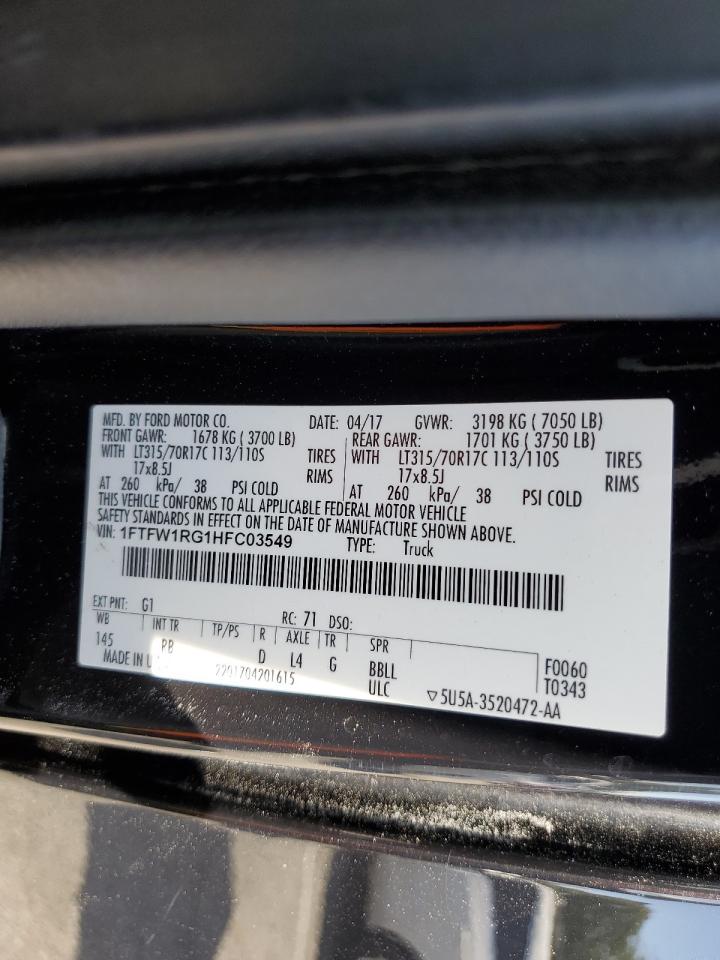 MFD. BY FORD MOTOR CO. DATE: 04/17 GVWR: 3198 KG ( 7050 LB)
FRONT GAWR: 1678 KG ( 3700 LB) REAR GAWR: 1701 KG ( 3750 LB)
WITH LT315/70R17C 113/110S TIRES WITH LT315/70R17C 113/110S TIRES
17x8.5J RIMS 17x8.5J RIMS
AT 260 kPa/ 38 PSI COLD AT 260 kPa/ 38 PSI COLD
THIS VEHICLE CONFORMS TO ALL APPLICABLE FEDERAL MOTOR VEHICLE
SAFETY STANDARDS IN EFFECT ON THE DATE OF MANUFACTURE SHOWN ABOVE.
VIN: 1FTFW1RG1HFC03549 TYPE: Truck
EXT PNT: G1 RC: 71 DSO:
WB INT TR TP/PS R AXLE TR SPR
145 PB D L4 G BBLL F0060
MADE IN 2201704201615 ULC T0343
▽5U5A-3520472-AA